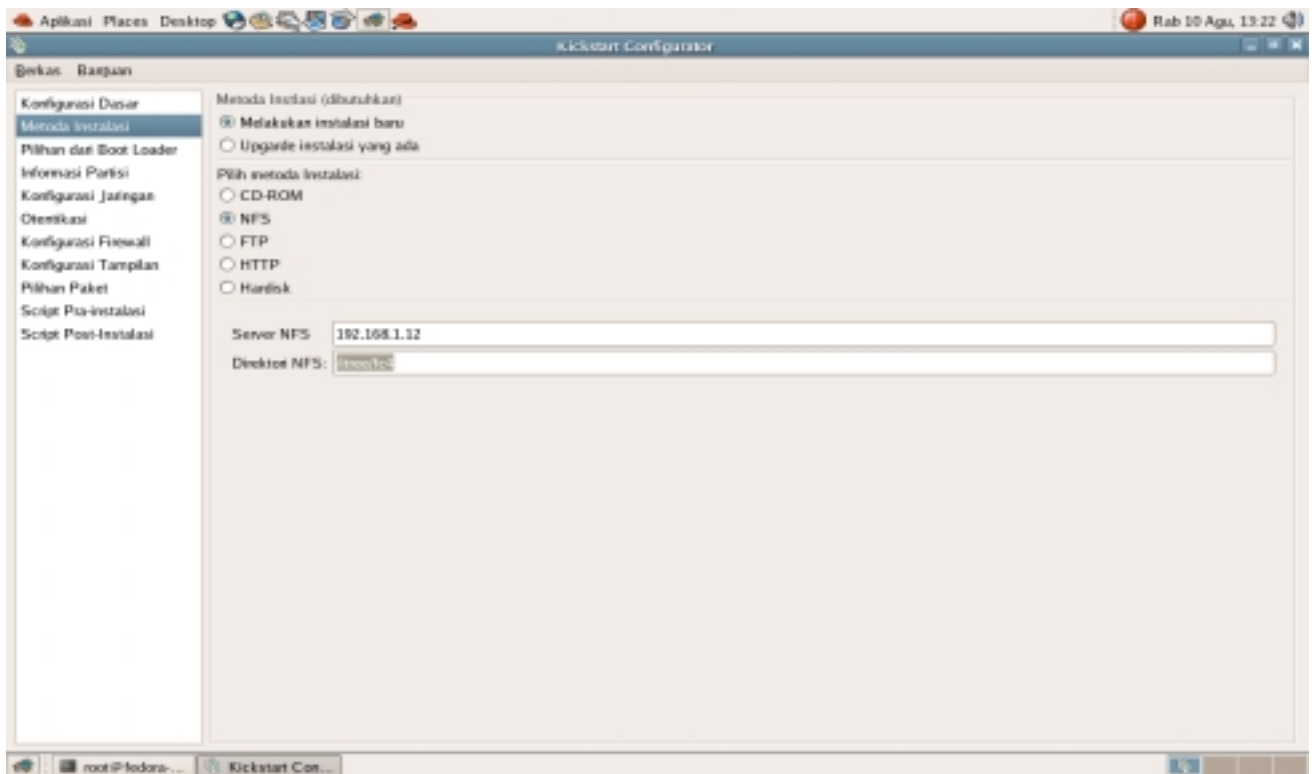 Aplikasi Places Desktop
Rab 10 Agu, 13:22
Kickstart Configurator
Berkas Bantuan
Konfigurasi Dasar
Metoda Instalasi
Pilihan dari Boot Loader
Informasi Partisi
Konfigurasi Jaringan
Otentikasi
Konfigurasi Firewall
Konfigurasi Tampilan
Pilihan Paket
Script Pra-instalasi
Script Post-Instalasi
Metoda Instlasi (dibutuhkan)
Melakukan instalasi baru
Upgarde instalasi yang ada
Pilih metoda Instalasi:
CD-ROM
NFS
FTP
HTTP
Hardisk
Server NFS
192.168.1.12
Direktori NFS:
root@fedora-...
Kickstart Con...